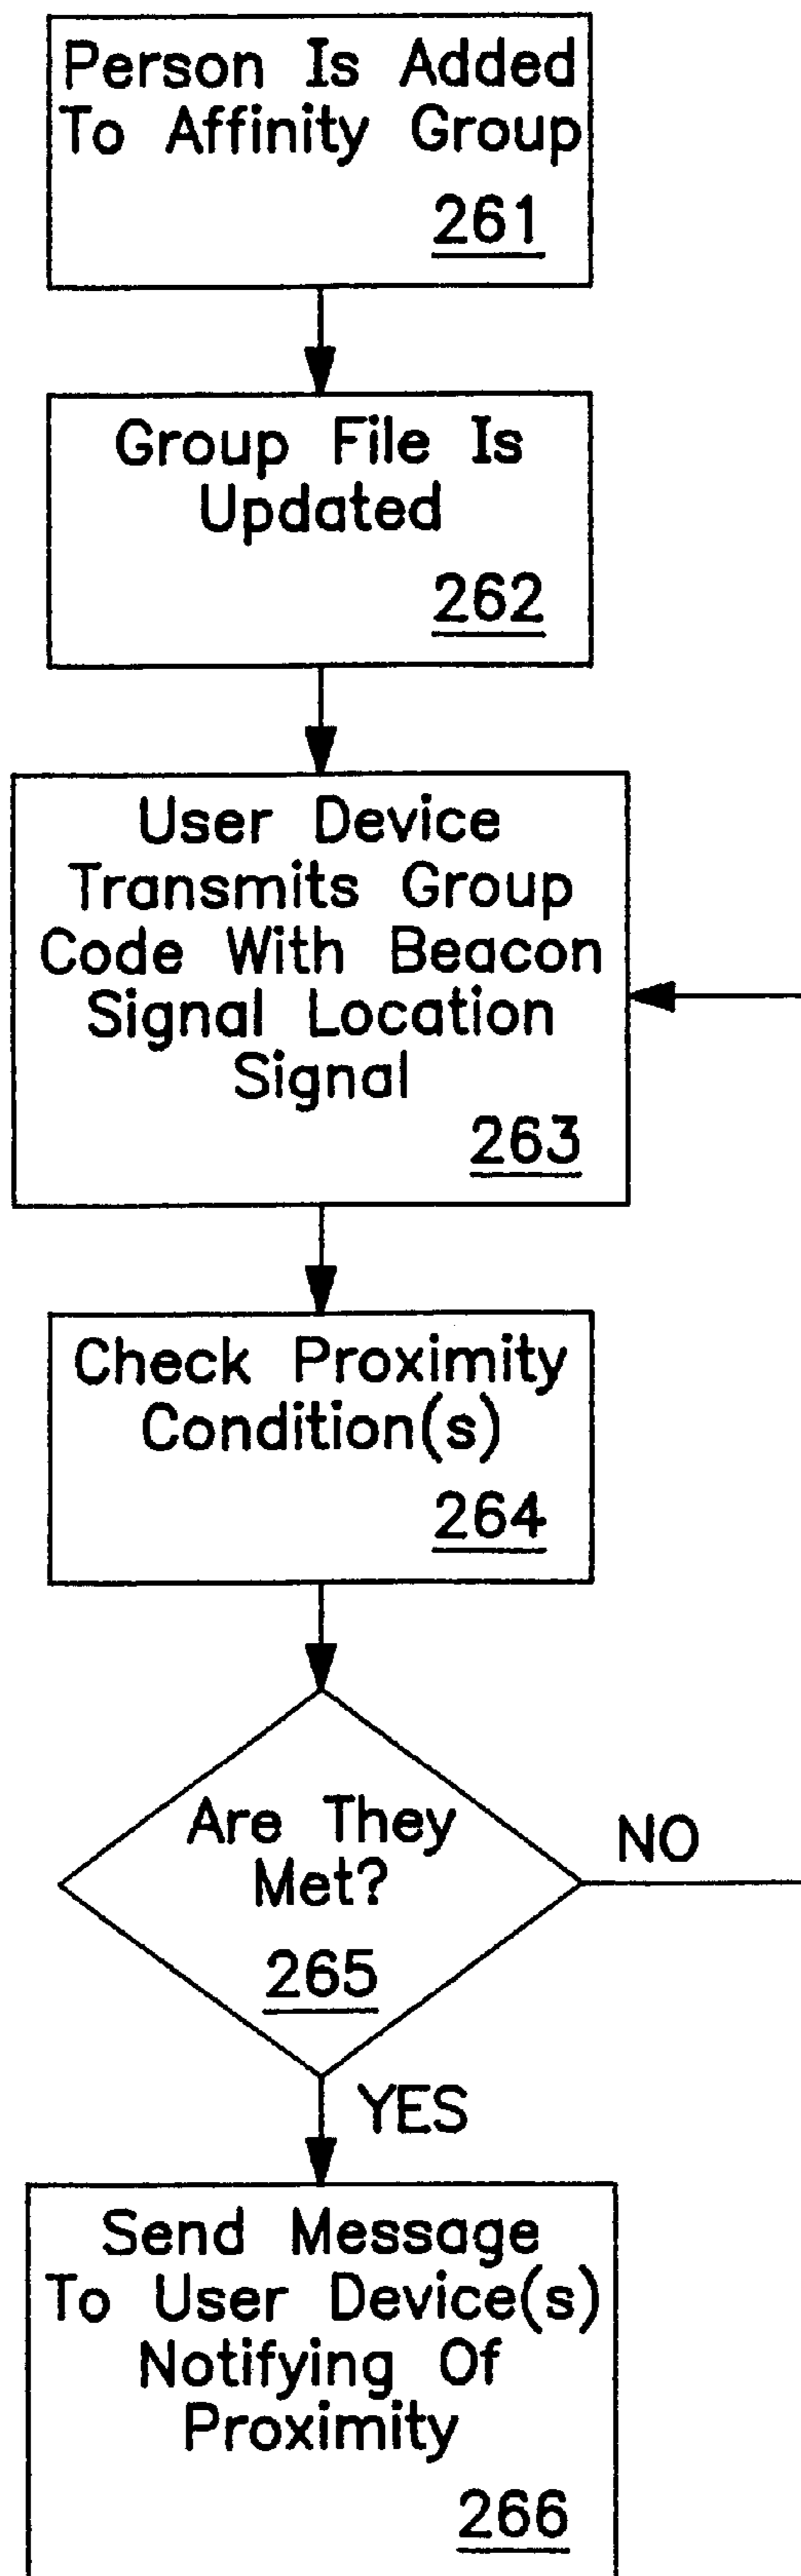 Person Is Added
To Affinity Group
261
Group File Is
Updated
262
User Device
Transmits Group
Code With Beacon
Signal Location
Signal
263
Check Proximity
Condition(s)
264
Are They
Met?
265
NO
YES
Send Message
To User Device(s)
Notifying Of
Proximity
266